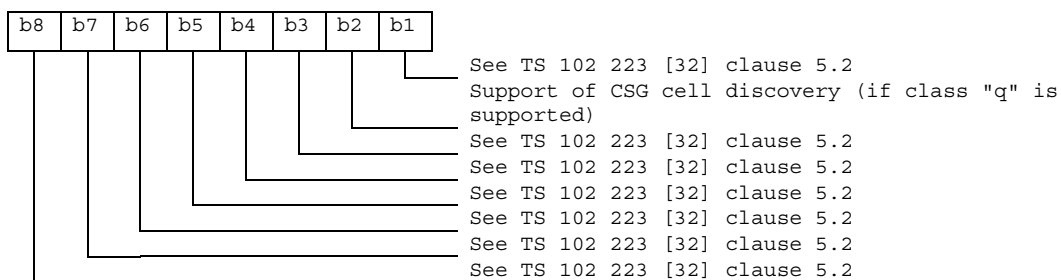 b8 b7 b6 b5 b4 b3 b2 b1
See TS 102 223 [32] clause 5.2
Support of CSG cell discovery (if class "q" is
supported)
See TS 102 223 [32] clause 5.2
See TS 102 223 [32] clause 5.2
See TS 102 223 [32] clause 5.2
See TS 102 223 [32] clause 5.2
See TS 102 223 [32] clause 5.2
See TS 102 223 [32] clause 5.2